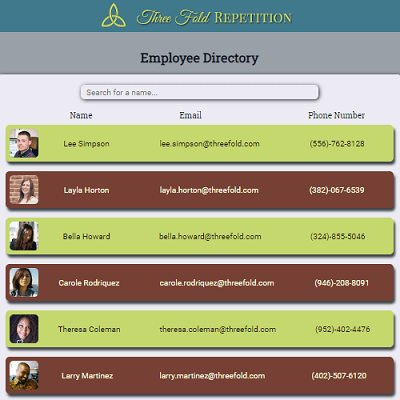 Three Fold REPETITION
Employee Directory
Search for a name...
Name Email Phone Number
Lee Simpson lee.simpson@threefold.com (556)-762-8128
Layla Horton layla.horton@threefold.com (382)-067-6539
Bella Howard bella.howard@threefold.com (324)-855-5046
Carole Rodriquez carole.rodriquez@threefold.com (946)-208-8091
Theresa Coleman theresa.coleman@threefold.com (952)-402-4476
Larry Martinez larry.martinez@threefold.com (402)-507-6120